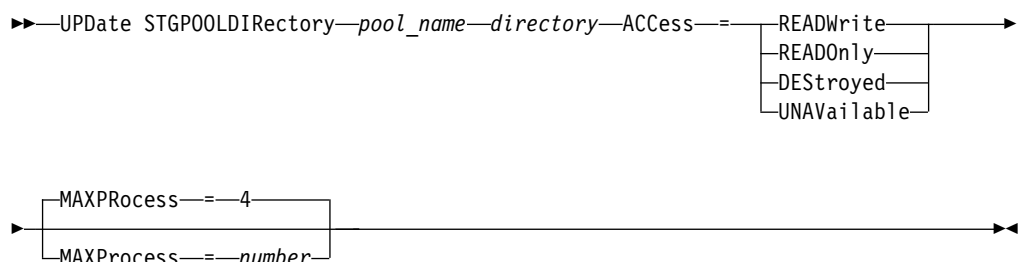 UPDate STGPOOLDIRectory pool_name directory ACCess = READWrite
READOnly
DEStroyed
UNAVailable
MAXPRocess = 4
MAXProcess = number